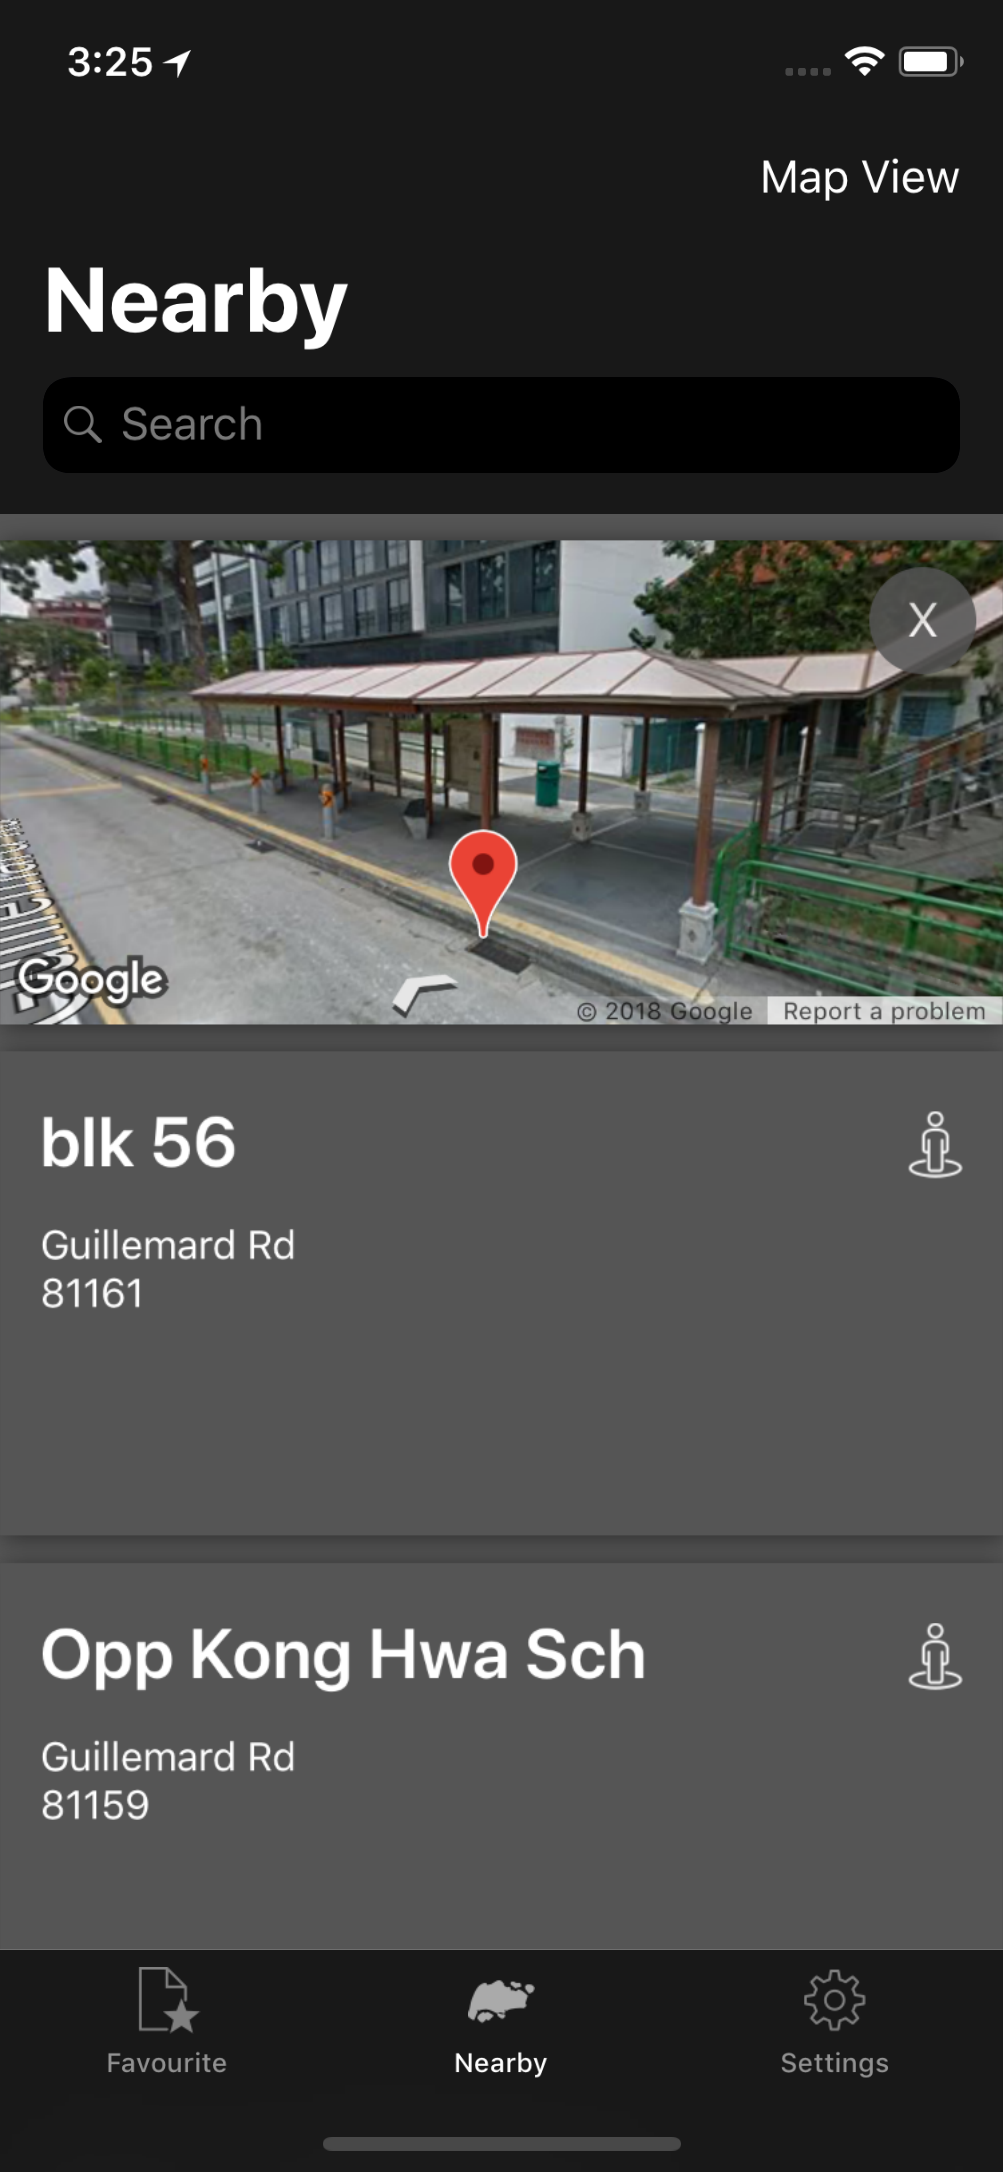 3:25
Map View
Nearby
Search
X
Google
© 2018 Google
Report a problem
blk 56
Guillemard Rd
81161
Opp Kong Hwa Sch
Guillemard Rd
81159
Favourite
Nearby
Settings